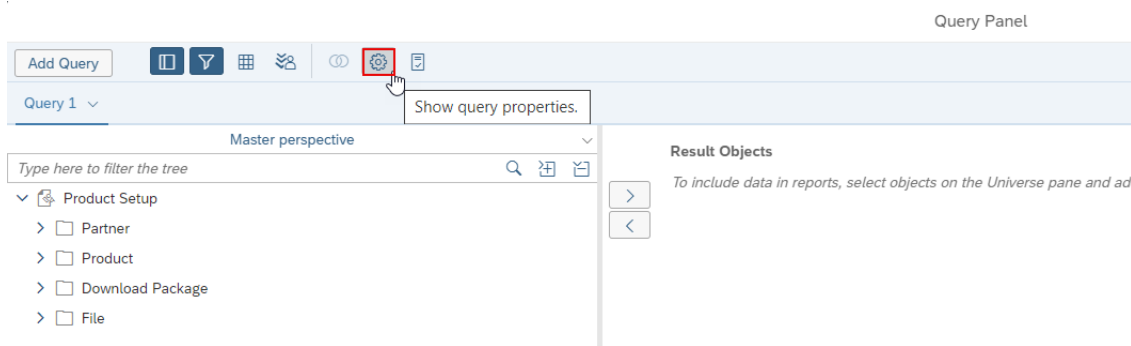 Query Panel
Add Query
Query 1
Show query properties.
Master perspective
Type here to filter the tree
Product Setup
Partner
Product
Download Package
File
Result Objects
To include data in reports, select objects on the Universe pane and ad